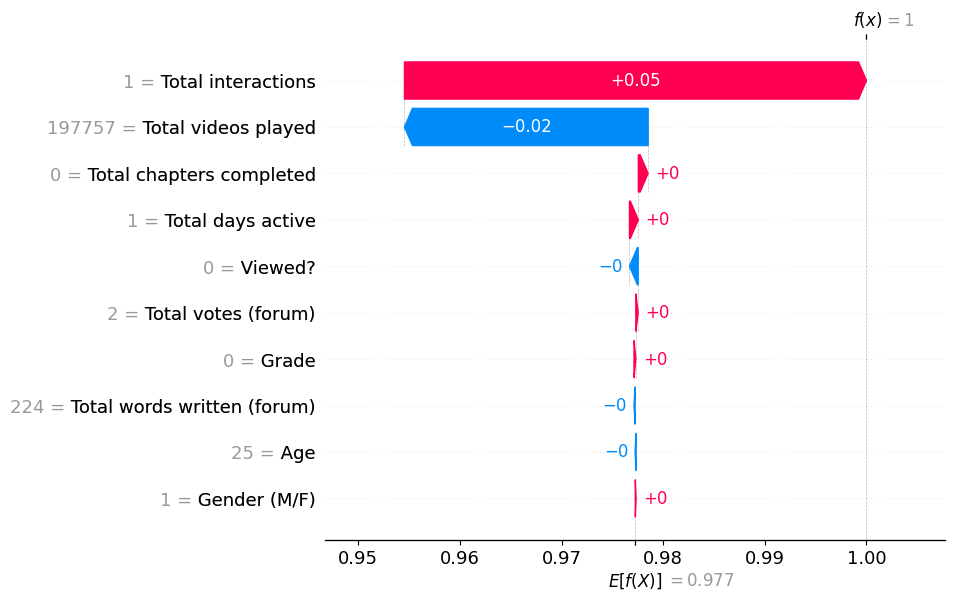 f(x) = 1
1 = Total interactions
+0.05
197757 = Total videos played
−0.02
0 = Total chapters completed
+0
1 = Total days active
+0
0 = Viewed?
−0
2 = Total votes (forum)
+0
0 = Grade
+0
224 = Total words written (forum)
−0
25 = Age
−0
1 = Gender (M/F)
+0
0.95 0.96 0.97 0.98 0.99 1.00
E[f(X)] = 0.977